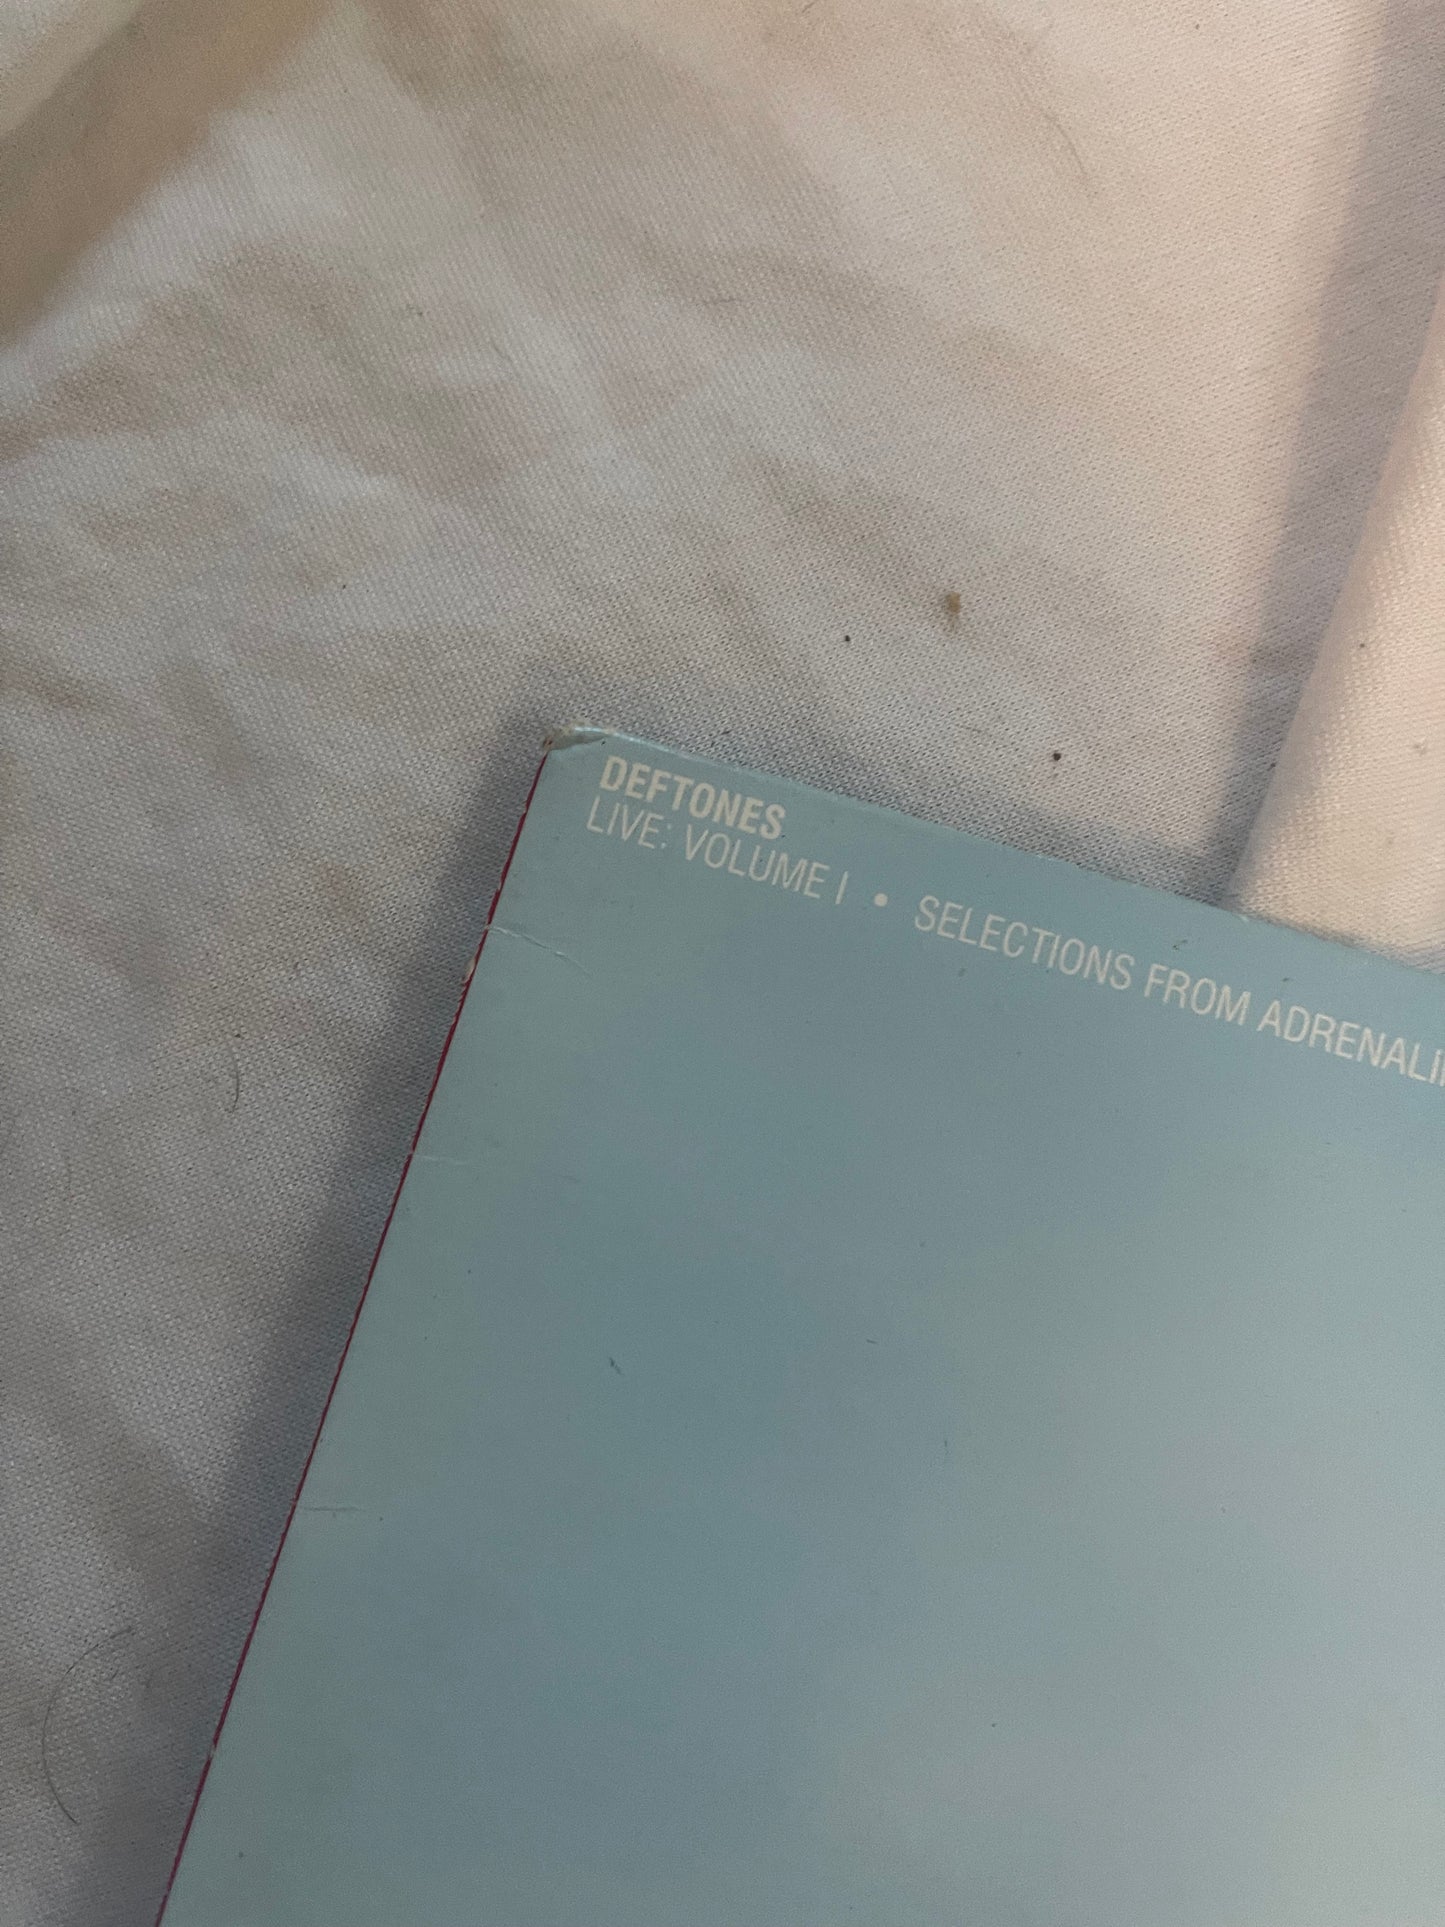 DEFTONES
LIVE: VOLUME I • SELECTIONS FROM